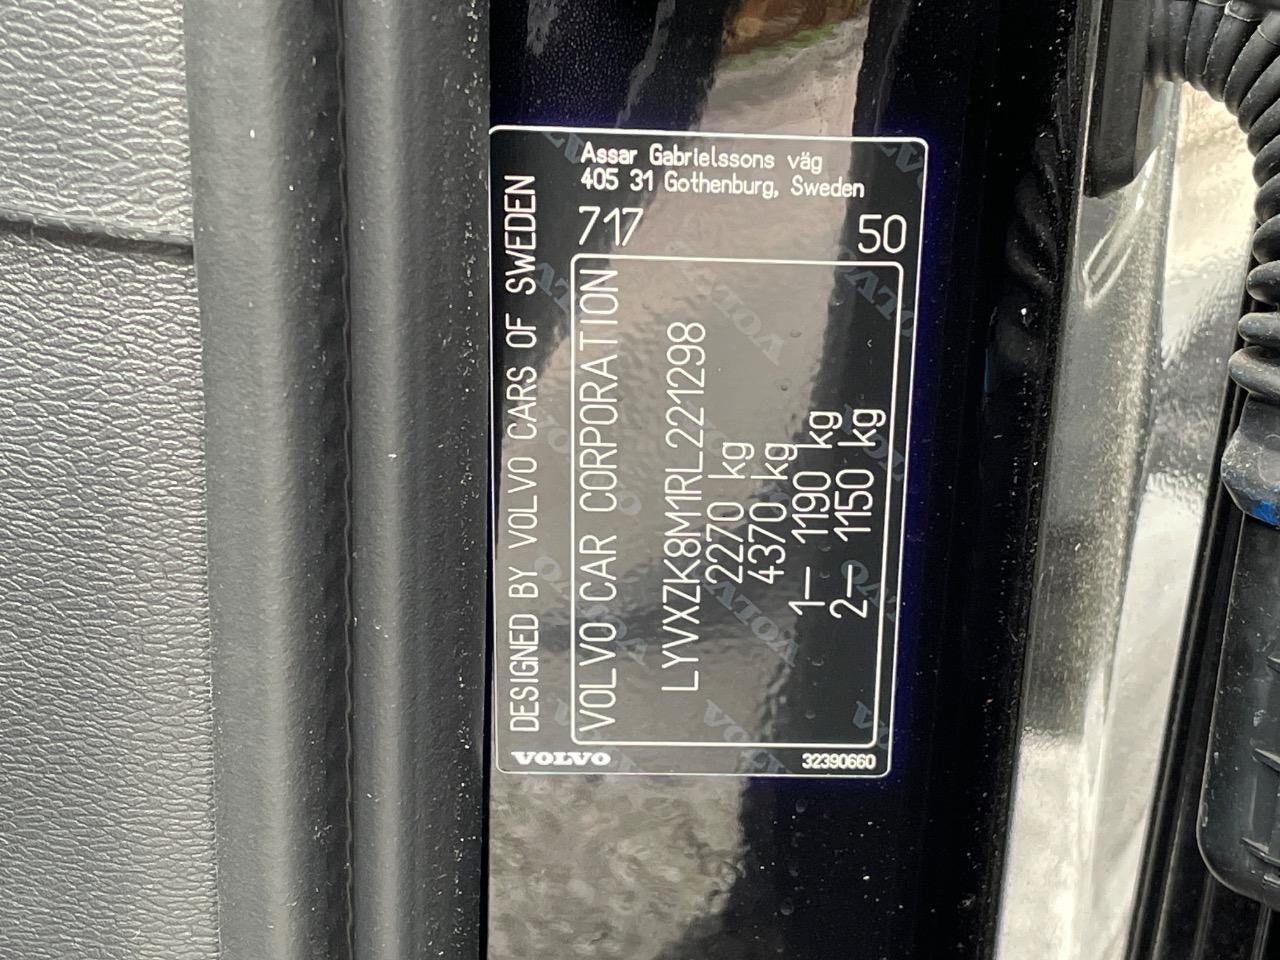 Assar Gabrielssons väg
405 31 Gothenburg, Sweden
717
50
DESIGNED BY VOLVO CARS OF SWEDEN
VOLVO CAR CORPORATION
LYVXZK8M1RL221298
2270 kg
4370 kg
1– 1190 kg
2– 1150 kg
VOLVO
32390660